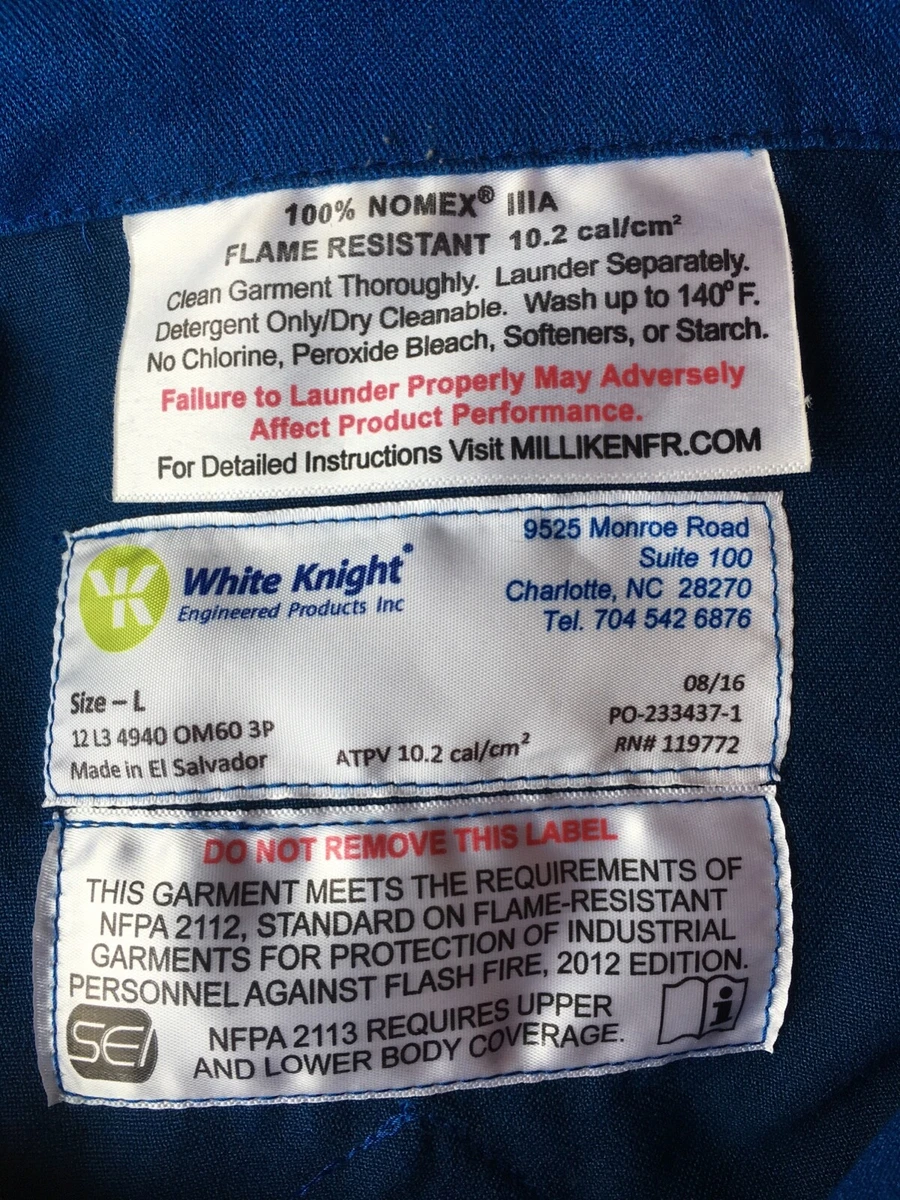 100% NOMEX® IIIA
FLAME RESISTANT 10.2 cal/cm²
Clean Garment Thoroughly. Launder Separately.
Detergent Only/Dry Cleanable. Wash up to 140°F.
No Chlorine, Peroxide Bleach, Softeners, or Starch.
Failure to Launder Properly May Adversely
Affect Product Performance.
For Detailed Instructions Visit MILLIKENFR.COM
White Knight®
Engineered Products Inc
9525 Monroe Road
Suite 100
Charlotte, NC 28270
Tel. 704 542 6876
Size – L
12 L3 4940 OM60 3P
Made in El Salvador
ATPV 10.2 cal/cm²
08/16
PO-233437-1
RN# 119772
DO NOT REMOVE THIS LABEL
THIS GARMENT MEETS THE REQUIREMENTS OF
NFPA 2112, STANDARD ON FLAME-RESISTANT
GARMENTS FOR PROTECTION OF INDUSTRIAL
PERSONNEL AGAINST FLASH FIRE, 2012 EDITION.
SEI
NFPA 2113 REQUIRES UPPER
AND LOWER BODY COVERAGE.
i